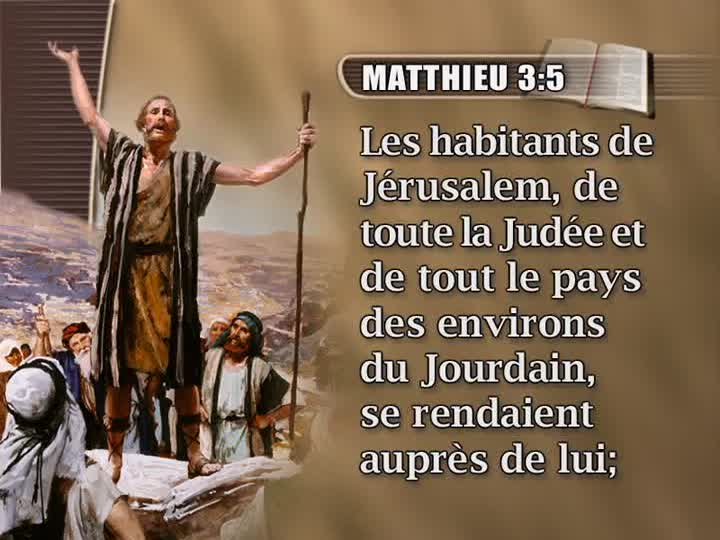 MATTHIEU 3:5
Les habitants de
Jérusalem, de
toute la Judée et
de tout le pays
des environs
du Jourdain,
se rendaient
auprès de lui;